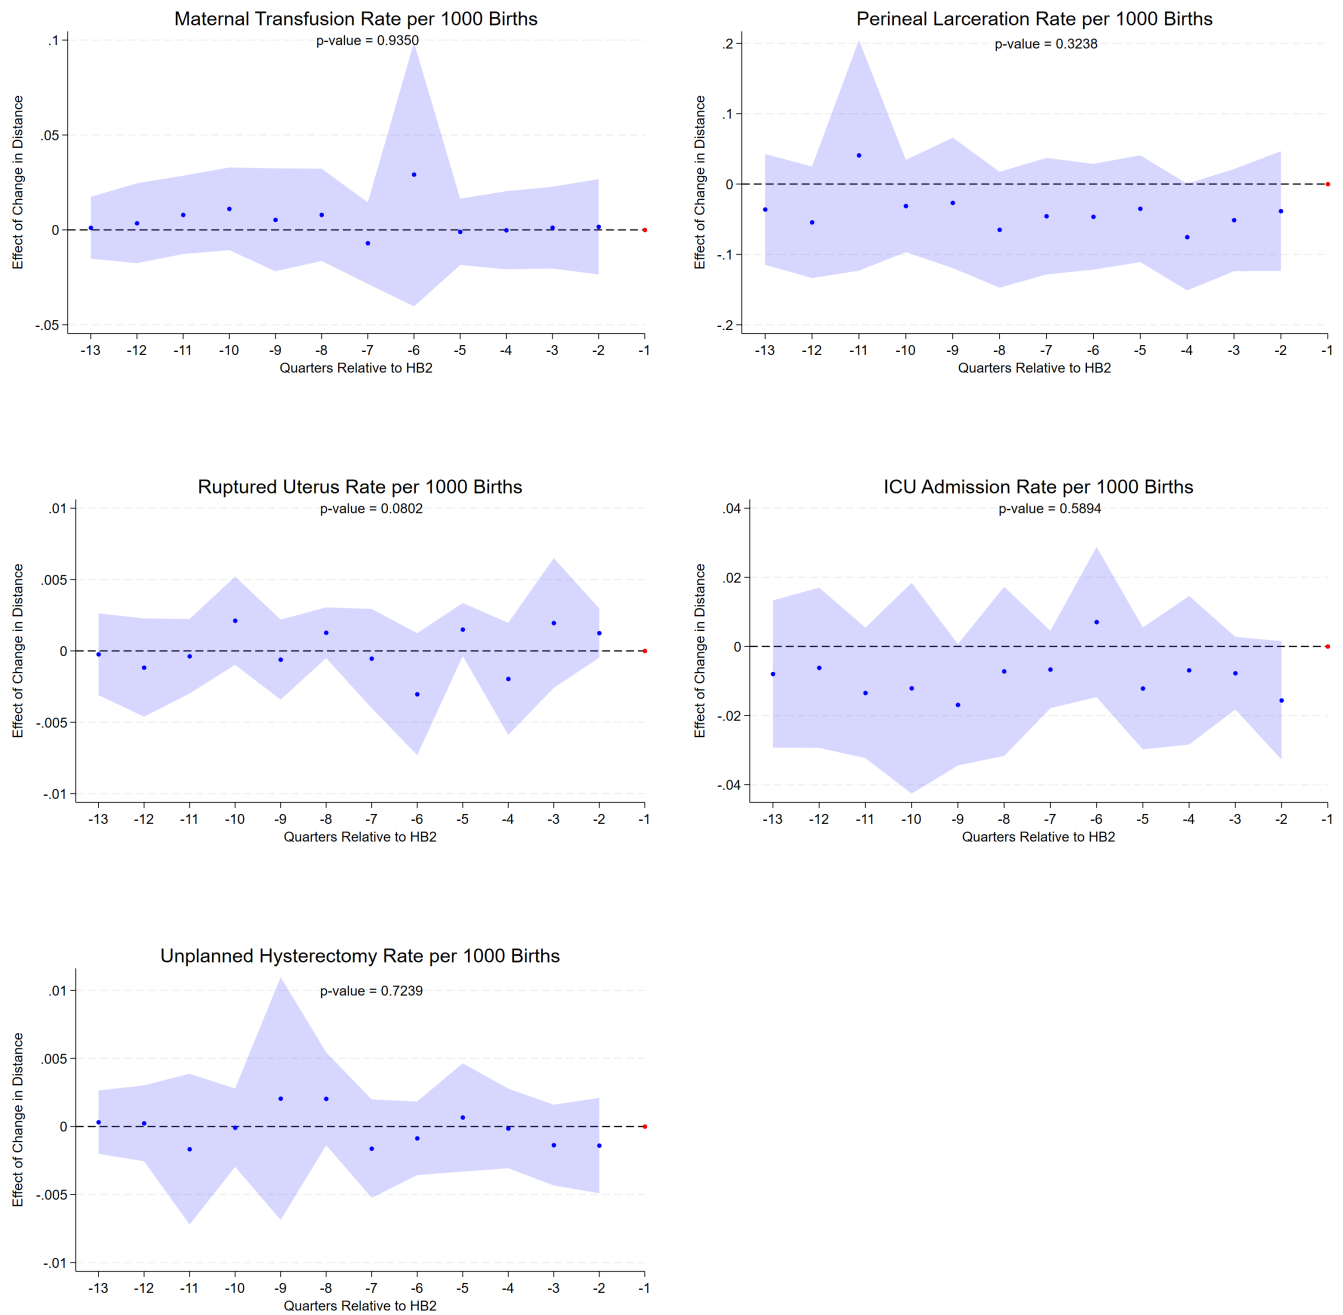 Maternal Transfusion Rate per 1000 Births
p-value = 0.9350
Effect of Change in Distance
.1
.05
0
-.05
-13 -12 -11 -10 -9 -8 -7 -6 -5 -4 -3 -2 -1
Quarters Relative to HB2
Perineal Larceration Rate per 1000 Births
p-value = 0.3238
Effect of Change in Distance
.2
.1
0
-.1
-.2
-13 -12 -11 -10 -9 -8 -7 -6 -5 -4 -3 -2 -1
Quarters Relative to HB2
Ruptured Uterus Rate per 1000 Births
p-value = 0.0802
Effect of Change in Distance
.01
.005
0
-.005
-.01
-13 -12 -11 -10 -9 -8 -7 -6 -5 -4 -3 -2 -1
Quarters Relative to HB2
ICU Admission Rate per 1000 Births
p-value = 0.5894
Effect of Change in Distance
.04
.02
0
-.02
-.04
-13 -12 -11 -10 -9 -8 -7 -6 -5 -4 -3 -2 -1
Quarters Relative to HB2
Unplanned Hysterectomy Rate per 1000 Births
p-value = 0.7239
Effect of Change in Distance
.01
.005
0
-.005
-.01
-13 -12 -11 -10 -9 -8 -7 -6 -5 -4 -3 -2 -1
Quarters Relative to HB2